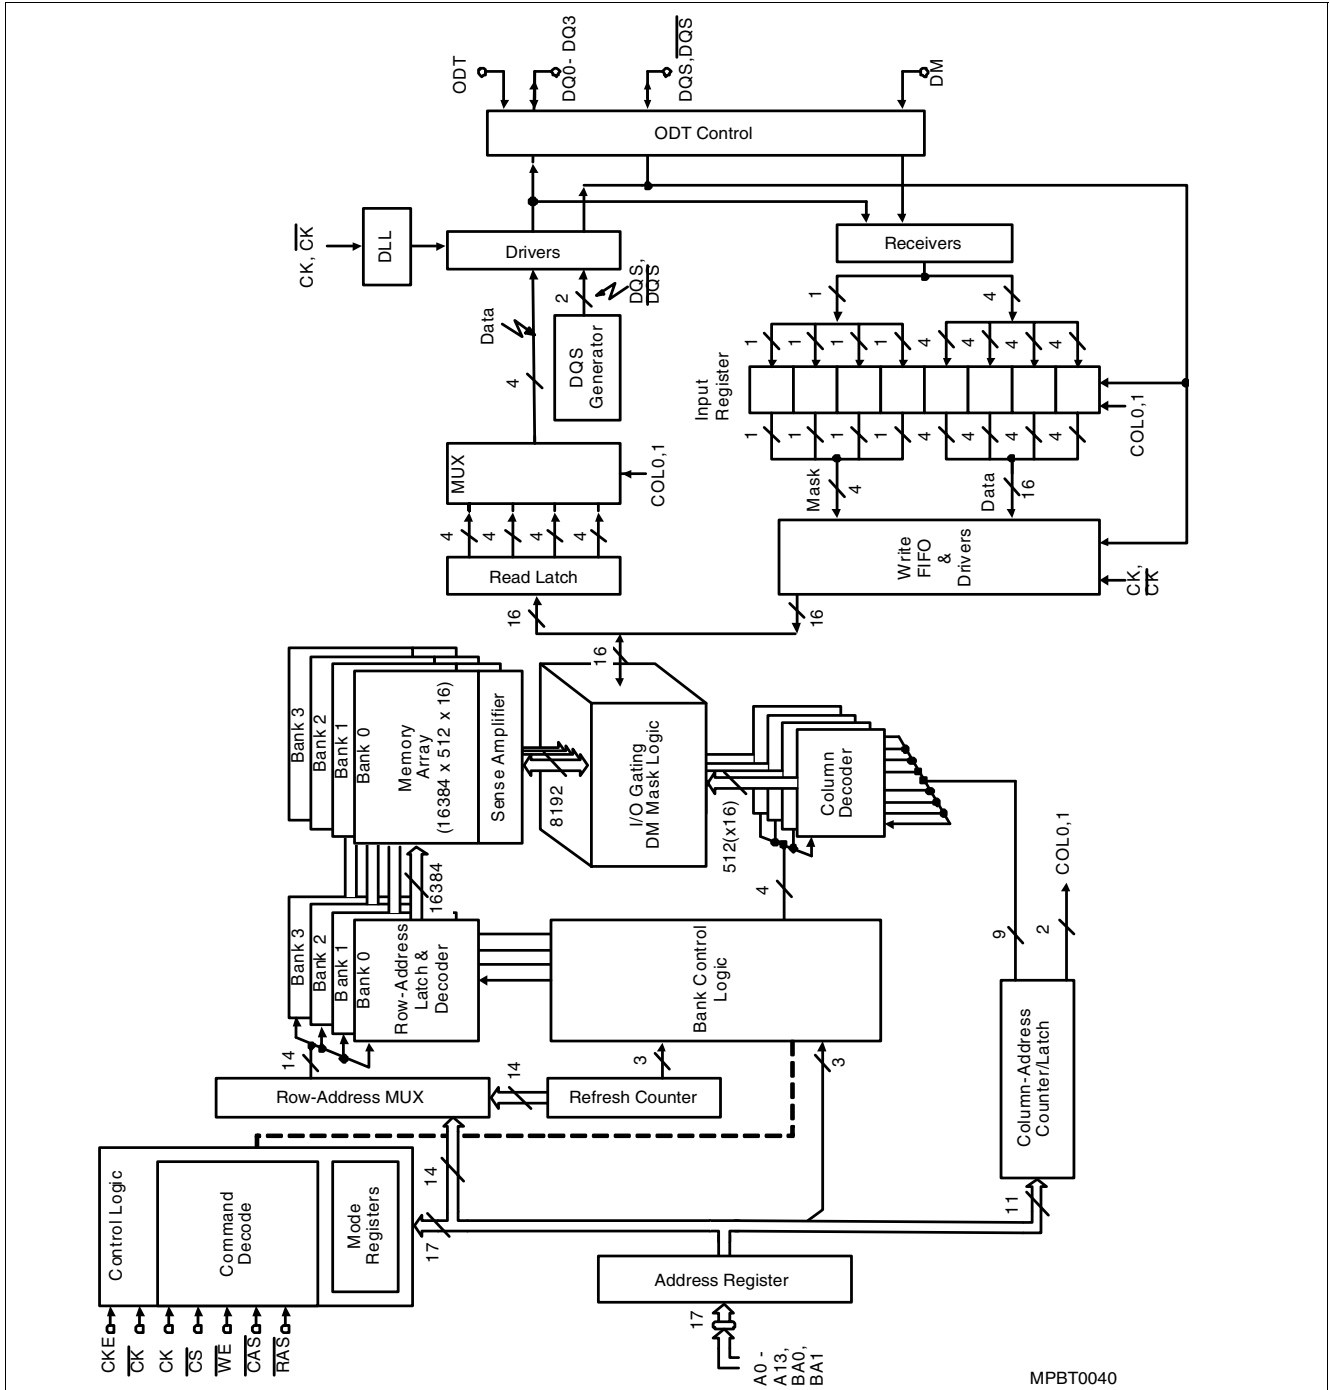 ODT
DQ0- DQ3
DQS,DQS
DM
ODT Control
CK, CK
DLL
Drivers
Receivers
DQS,
DQS
2
1
4
Data
DQS
Generator
4
1
1
1
1
4
4
4
4
Input
Register
1
1
1
1
4
4
4
4
COL0,1
MUX
COL0,1
Mask
4
Data
16
4
4
4
4
Read Latch
Write
FIFO
&
Drivers
CK,
CK
16
16
16
Bank 3
Bank 2
Bank 1
Bank 0
Memory
Array
(16384 x 512 x 16)
Sense Amplifier
8192
I/O Gating
DM Mask Logic
512(x16)
Column
Decoder
16384
4
9
2
COL0,1
Bank 3
Bank 2
Bank 1
Bank 0
Row-Address
Latch &
Decoder
Bank Control
Logic
14
14
3
3
Row-Address MUX
Refresh Counter
Column-Address
Counter/Latch
Control Logic
Command
Decode
Mode
Registers
14
17
11
Address Register
17
CKE
CK
CK
CS
WE
CAS
RAS
A0 -
A13,
BA0,
BA1
MPBT0040